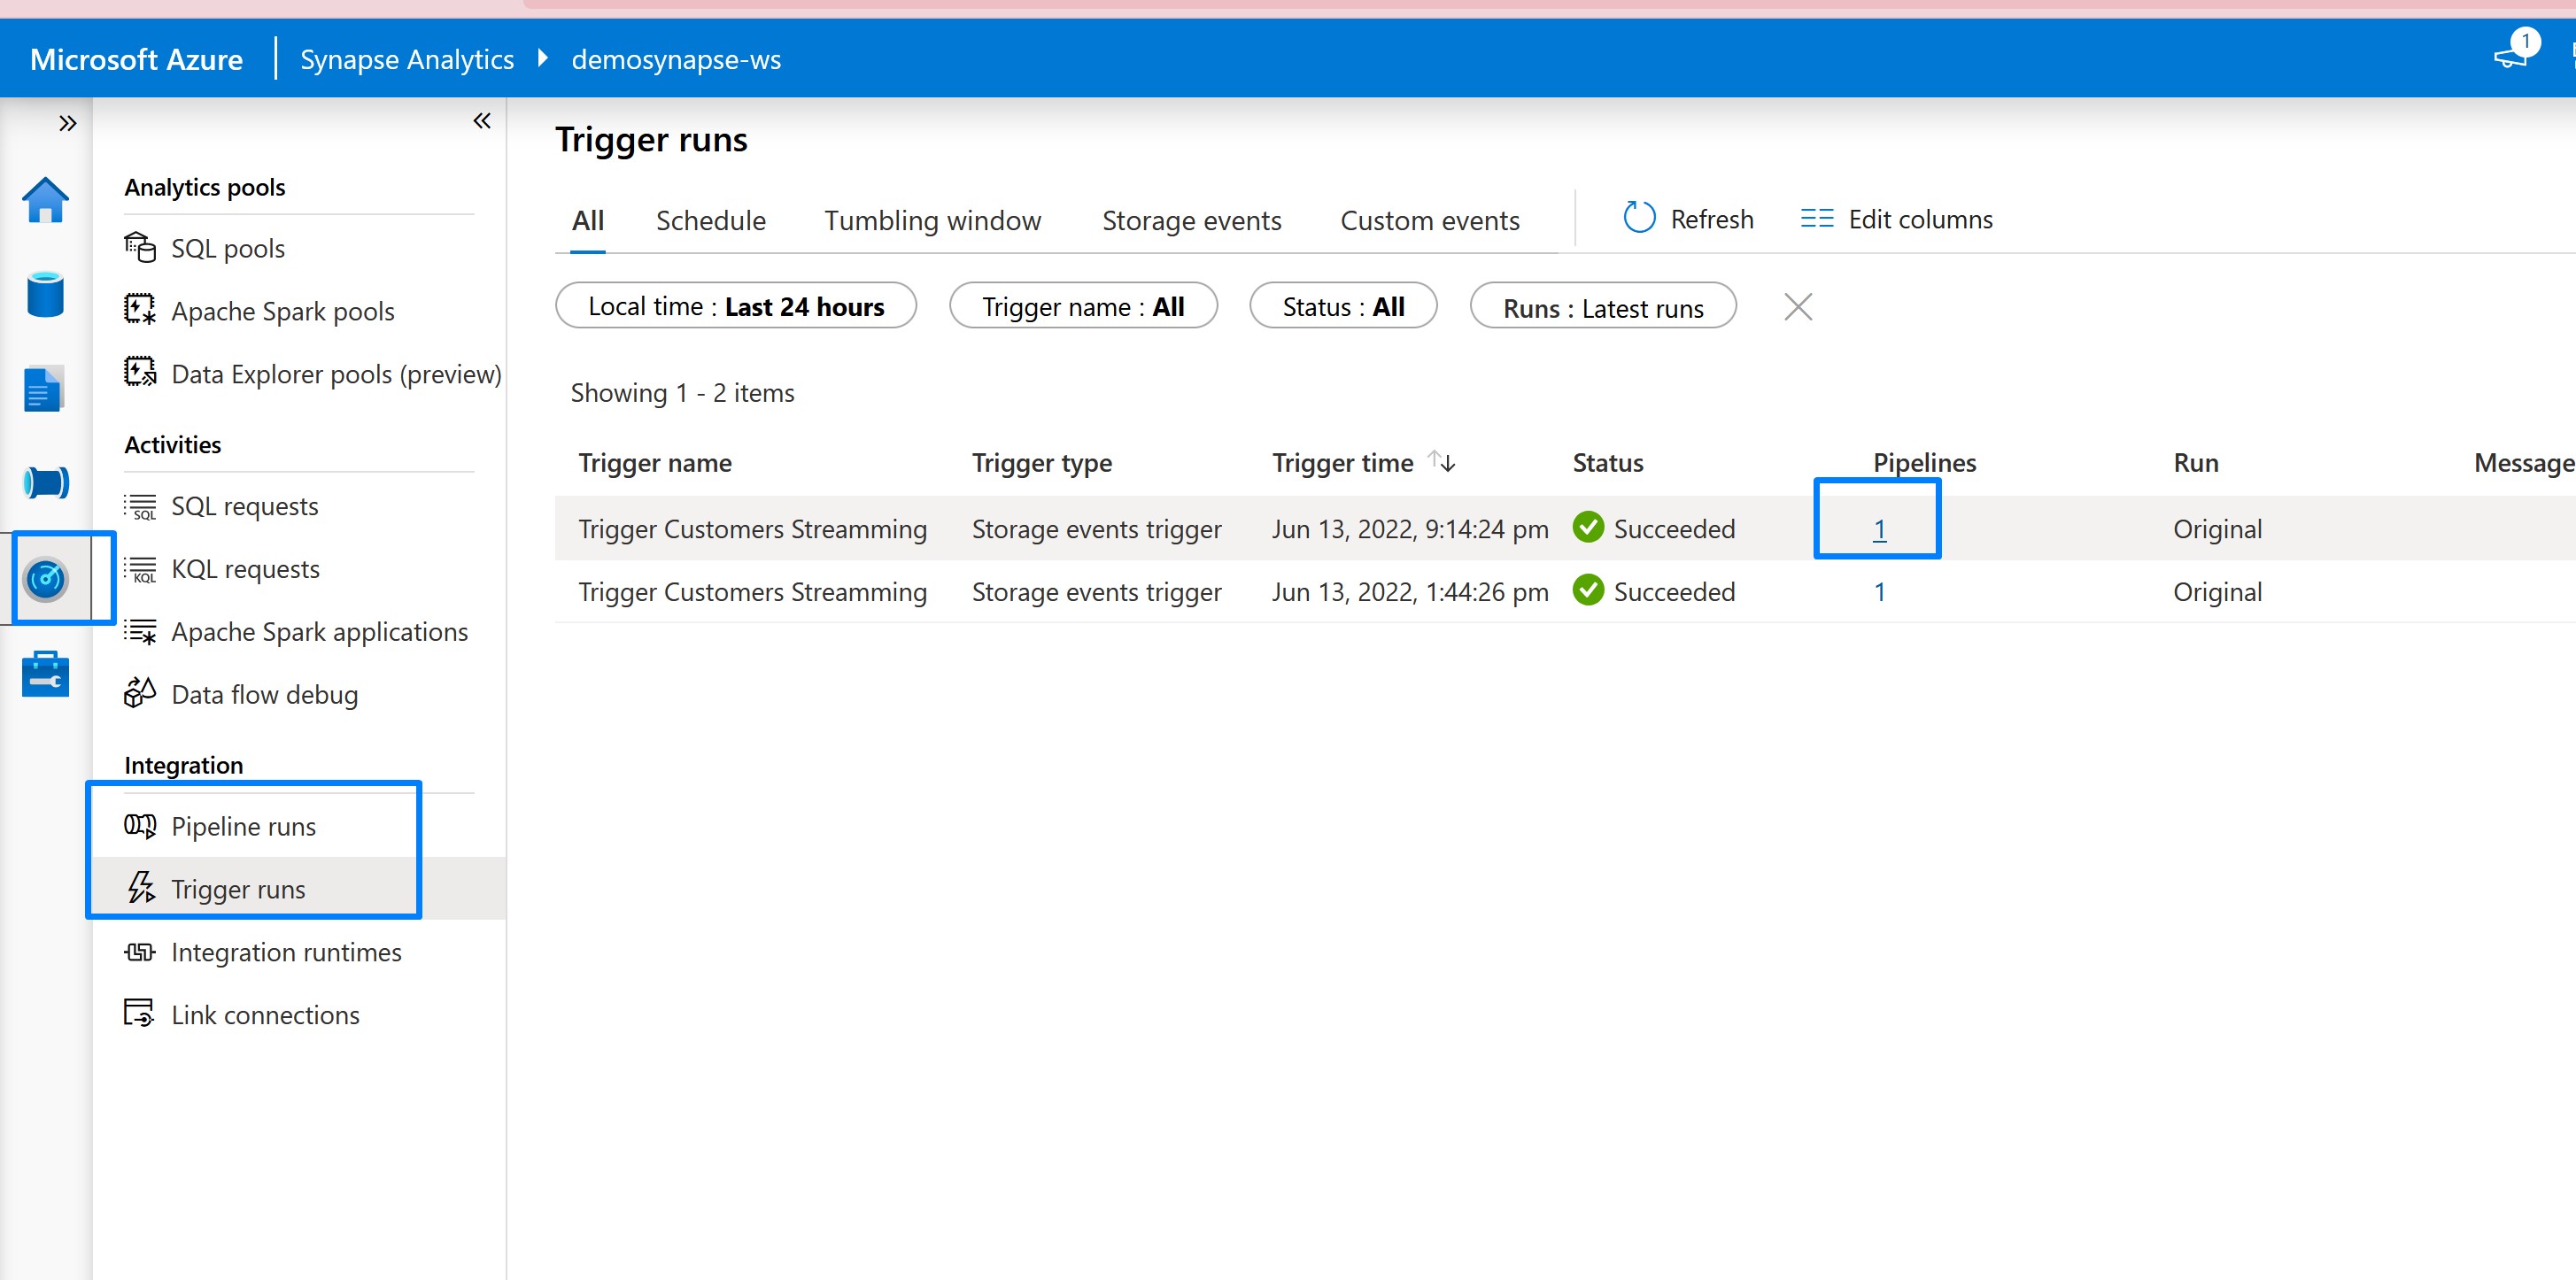 Microsoft Azure | Synapse Analytics demosynapse-ws 1
Analytics pools
SQL pools
Apache Spark pools
Data Explorer pools (preview)
Activities
SQL requests
KQL requests
Apache Spark applications
Data flow debug
Integration
Pipeline runs
Trigger runs
Integration runtimes
Link connections
Trigger runs
All Schedule Tumbling window Storage events Custom events Refresh Edit columns
Local time : Last 24 hours Trigger name : All Status : All Runs : Latest runs
Showing 1 - 2 items
Trigger name Trigger type Trigger time Status Pipelines Run Message
Trigger Customers Streamming Storage events trigger Jun 13, 2022, 9:14:24 pm Succeeded 1 Original
Trigger Customers Streamming Storage events trigger Jun 13, 2022, 1:44:26 pm Succeeded 1 Original